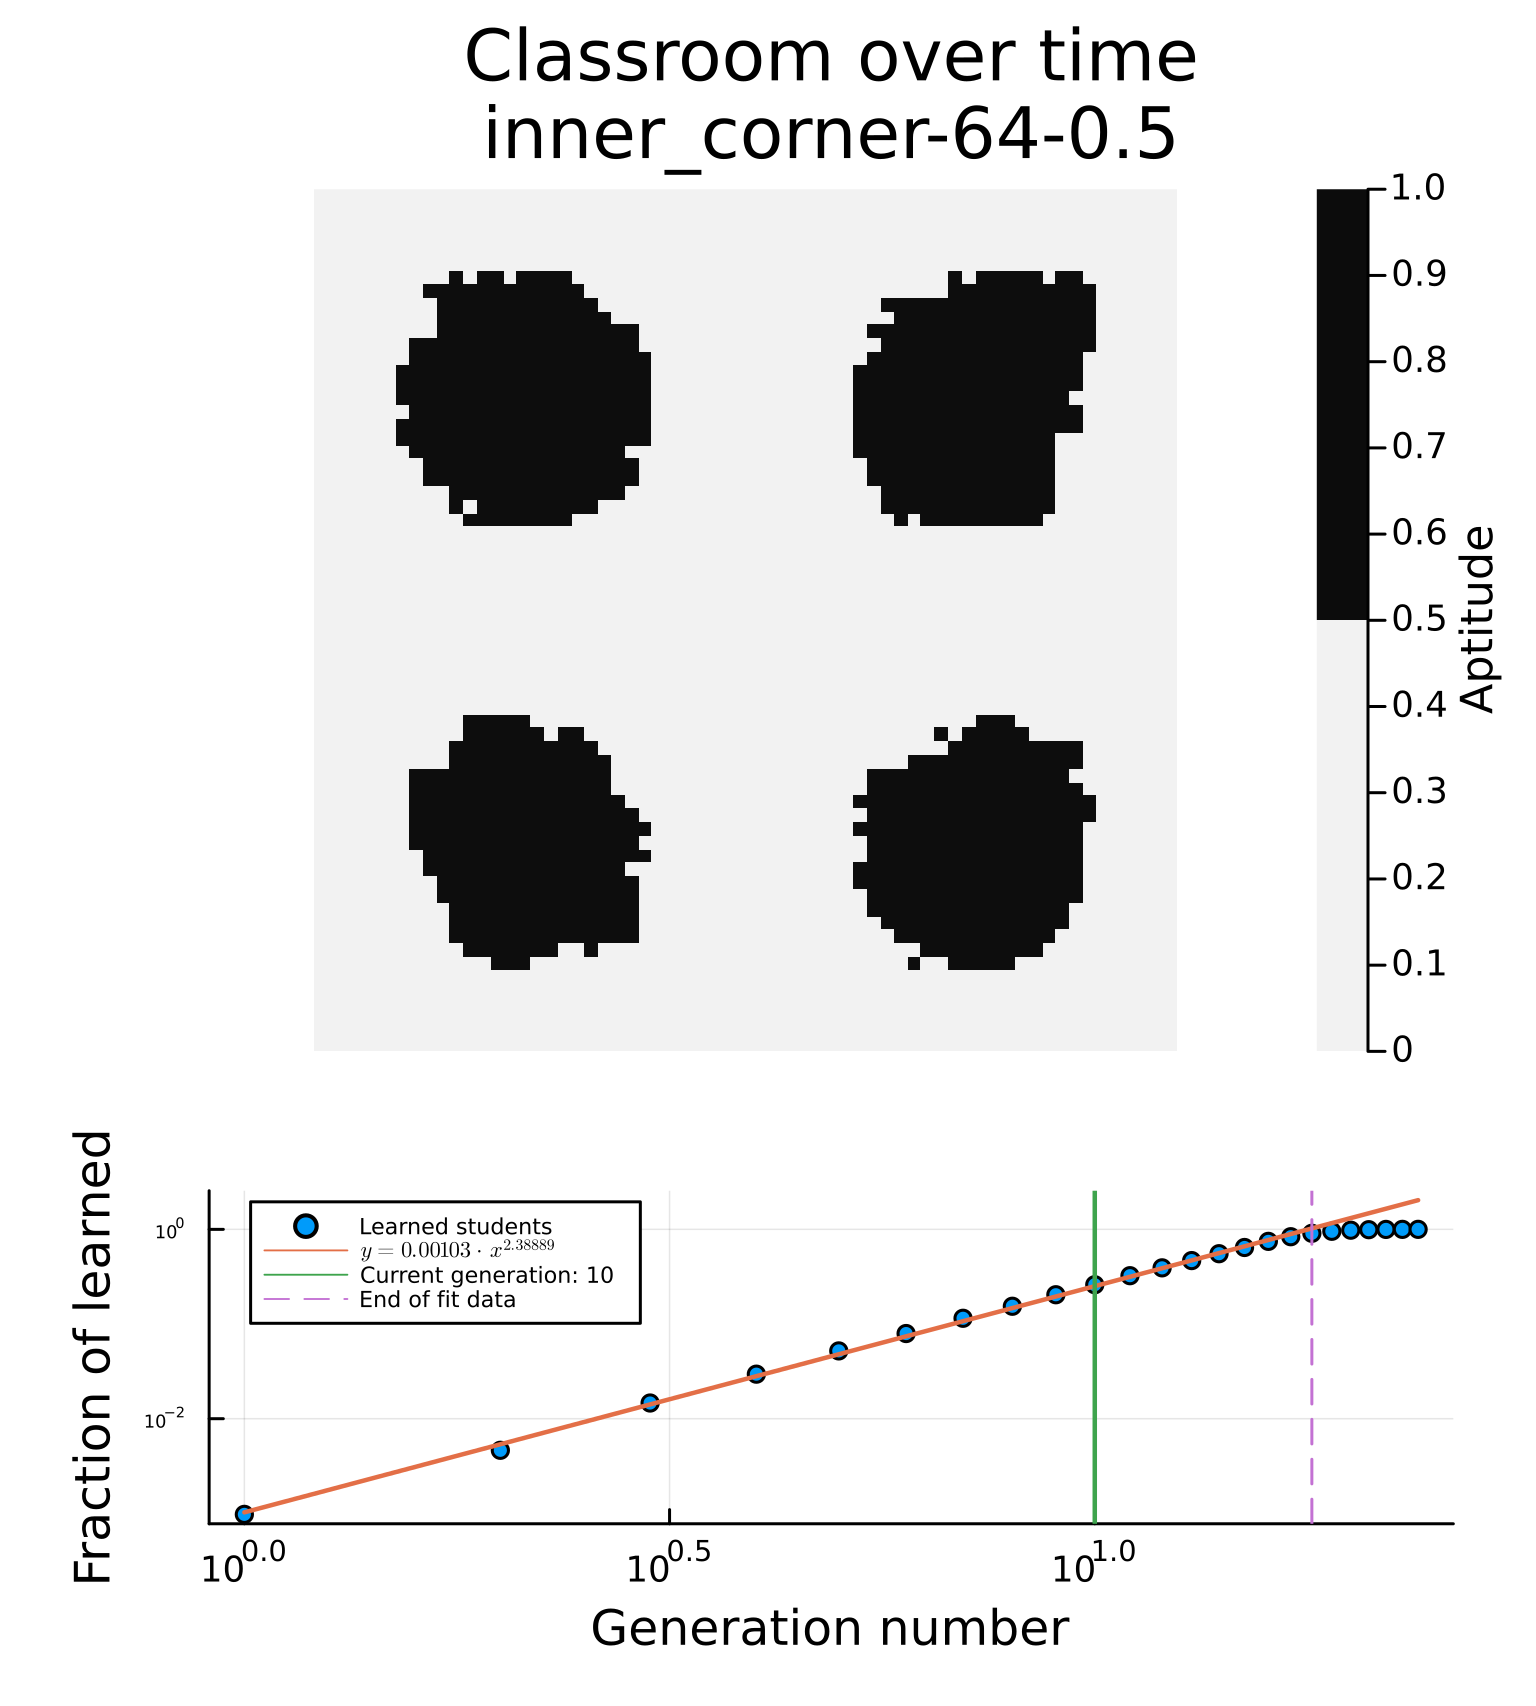 Classroom over time
inner_corner-64-0.5
1.0
0.9
0.8
0.7
0.6
0.5
0.4
0.3
0.2
0.1
0
Aptitude
Fraction of learned
10^0
10^-2
Learned students
y = 0.00103 · x^2.38889
Current generation: 10
End of fit data
10^0.0
10^0.5
10^1.0
Generation number